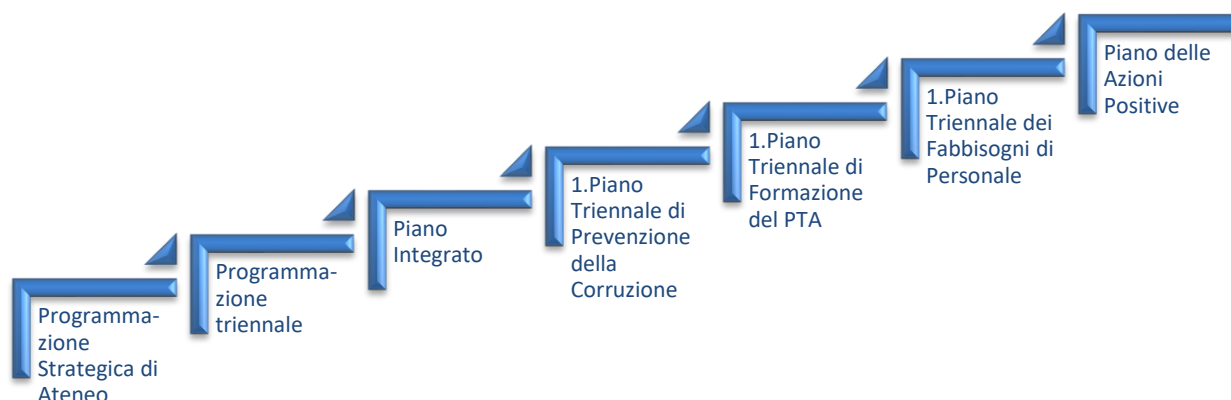 Programma-
zione
Strategica di
Ateneo
Programma-
zione
triennale
Piano
Integrato
1.Piano
Triennale di
Prevenzione
della
Corruzione
1.Piano
Triennale di
Formazione
del PTA
1.Piano
Triennale dei
Fabbisogni di
Personale
Piano delle
Azioni
Positive